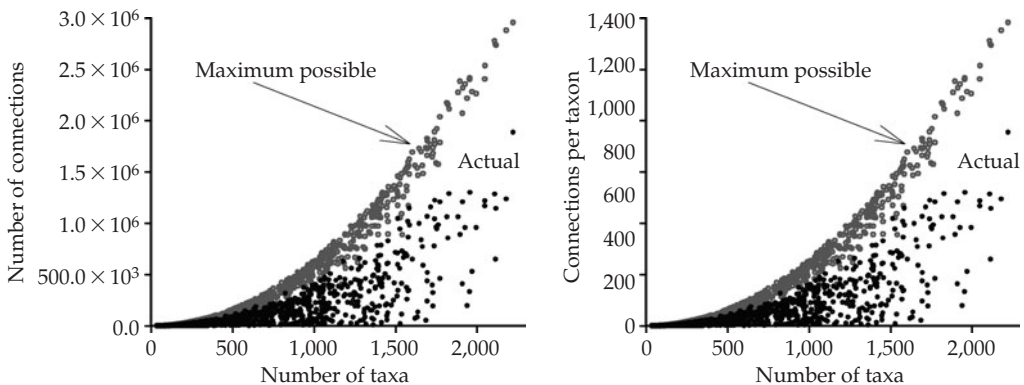 Number of connections
3.0 × 10⁶
2.5 × 10⁶
2.0 × 10⁶
1.5 × 10⁶
1.0 × 10⁶
500.0 × 10³
0.0
Maximum possible
Actual
0 500 1,000 1,500 2,000
Number of taxa
Connections per taxon
1,400
1,200
1,000
800
600
400
200
0
Maximum possible
Actual
0 500 1,000 1,500 2,000
Number of taxa